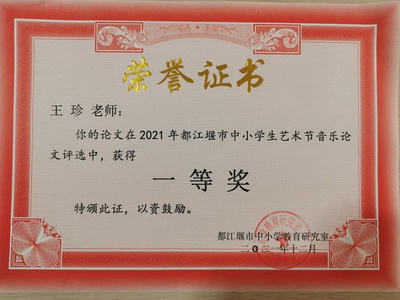 荣誉证书
王珍老师：
你的论文在2021年都江堰市中小学生艺术节音乐论
文评选中，获得
一等奖
特颁此证，以资鼓励。
都江堰市中小学教育研究室
二〇二一年十二月